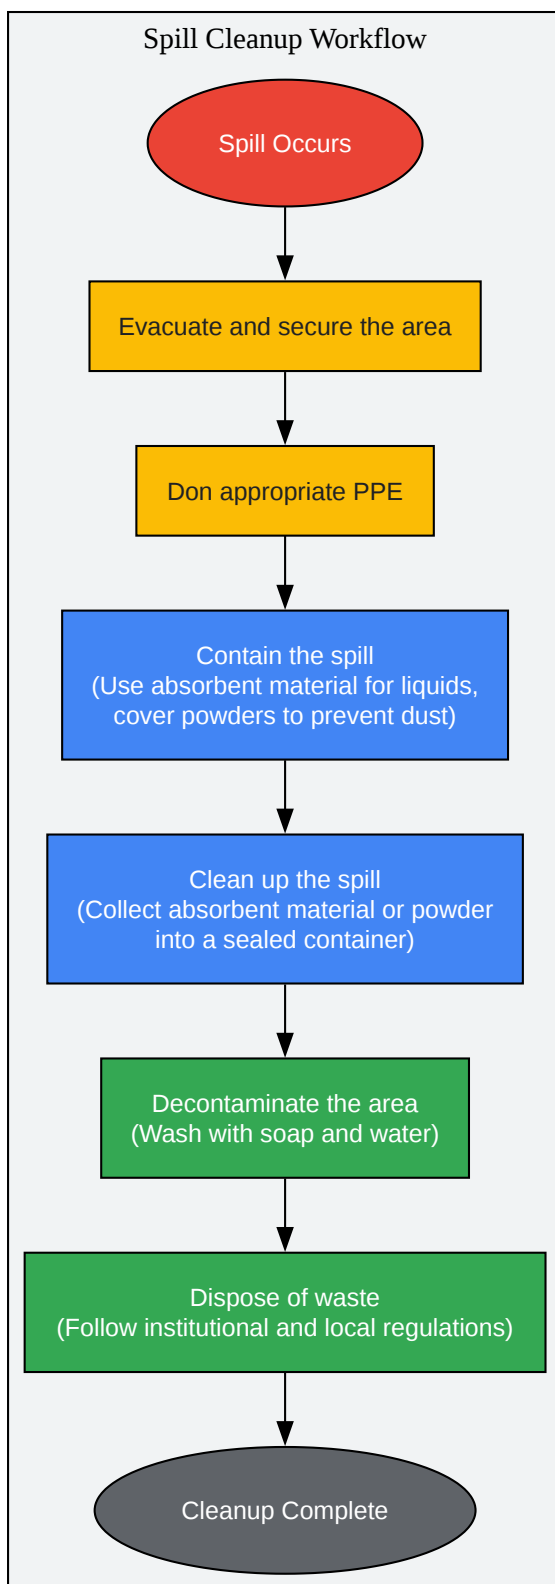 Spill Cleanup Workflow
Spill Occurs
Evacuate and secure the area
Don appropriate PPE
Contain the spill
(Use absorbent material for liquids,
cover powders to prevent dust)
Clean up the spill
(Collect absorbent material or powder
into a sealed container)
Decontaminate the area
(Wash with soap and water)
Dispose of waste
(Follow institutional and local regulations)
Cleanup Complete